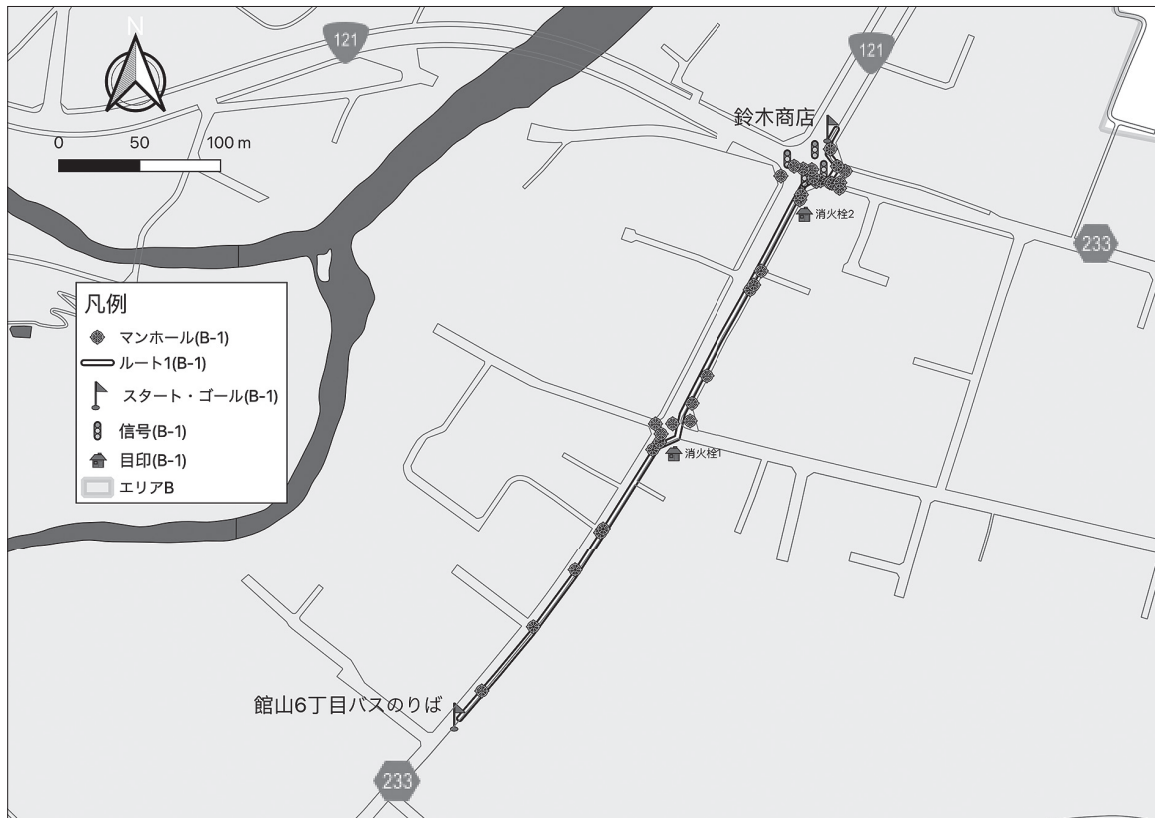 N
121
121
0 50 100 m
鈴木商店
消火栓2
233
凡例
マンホール(B-1)
ルート1(B-1)
スタート・ゴール(B-1)
信号(B-1)
目印(B-1)
エリアB
消火栓1
館山6丁目バスのりば
233